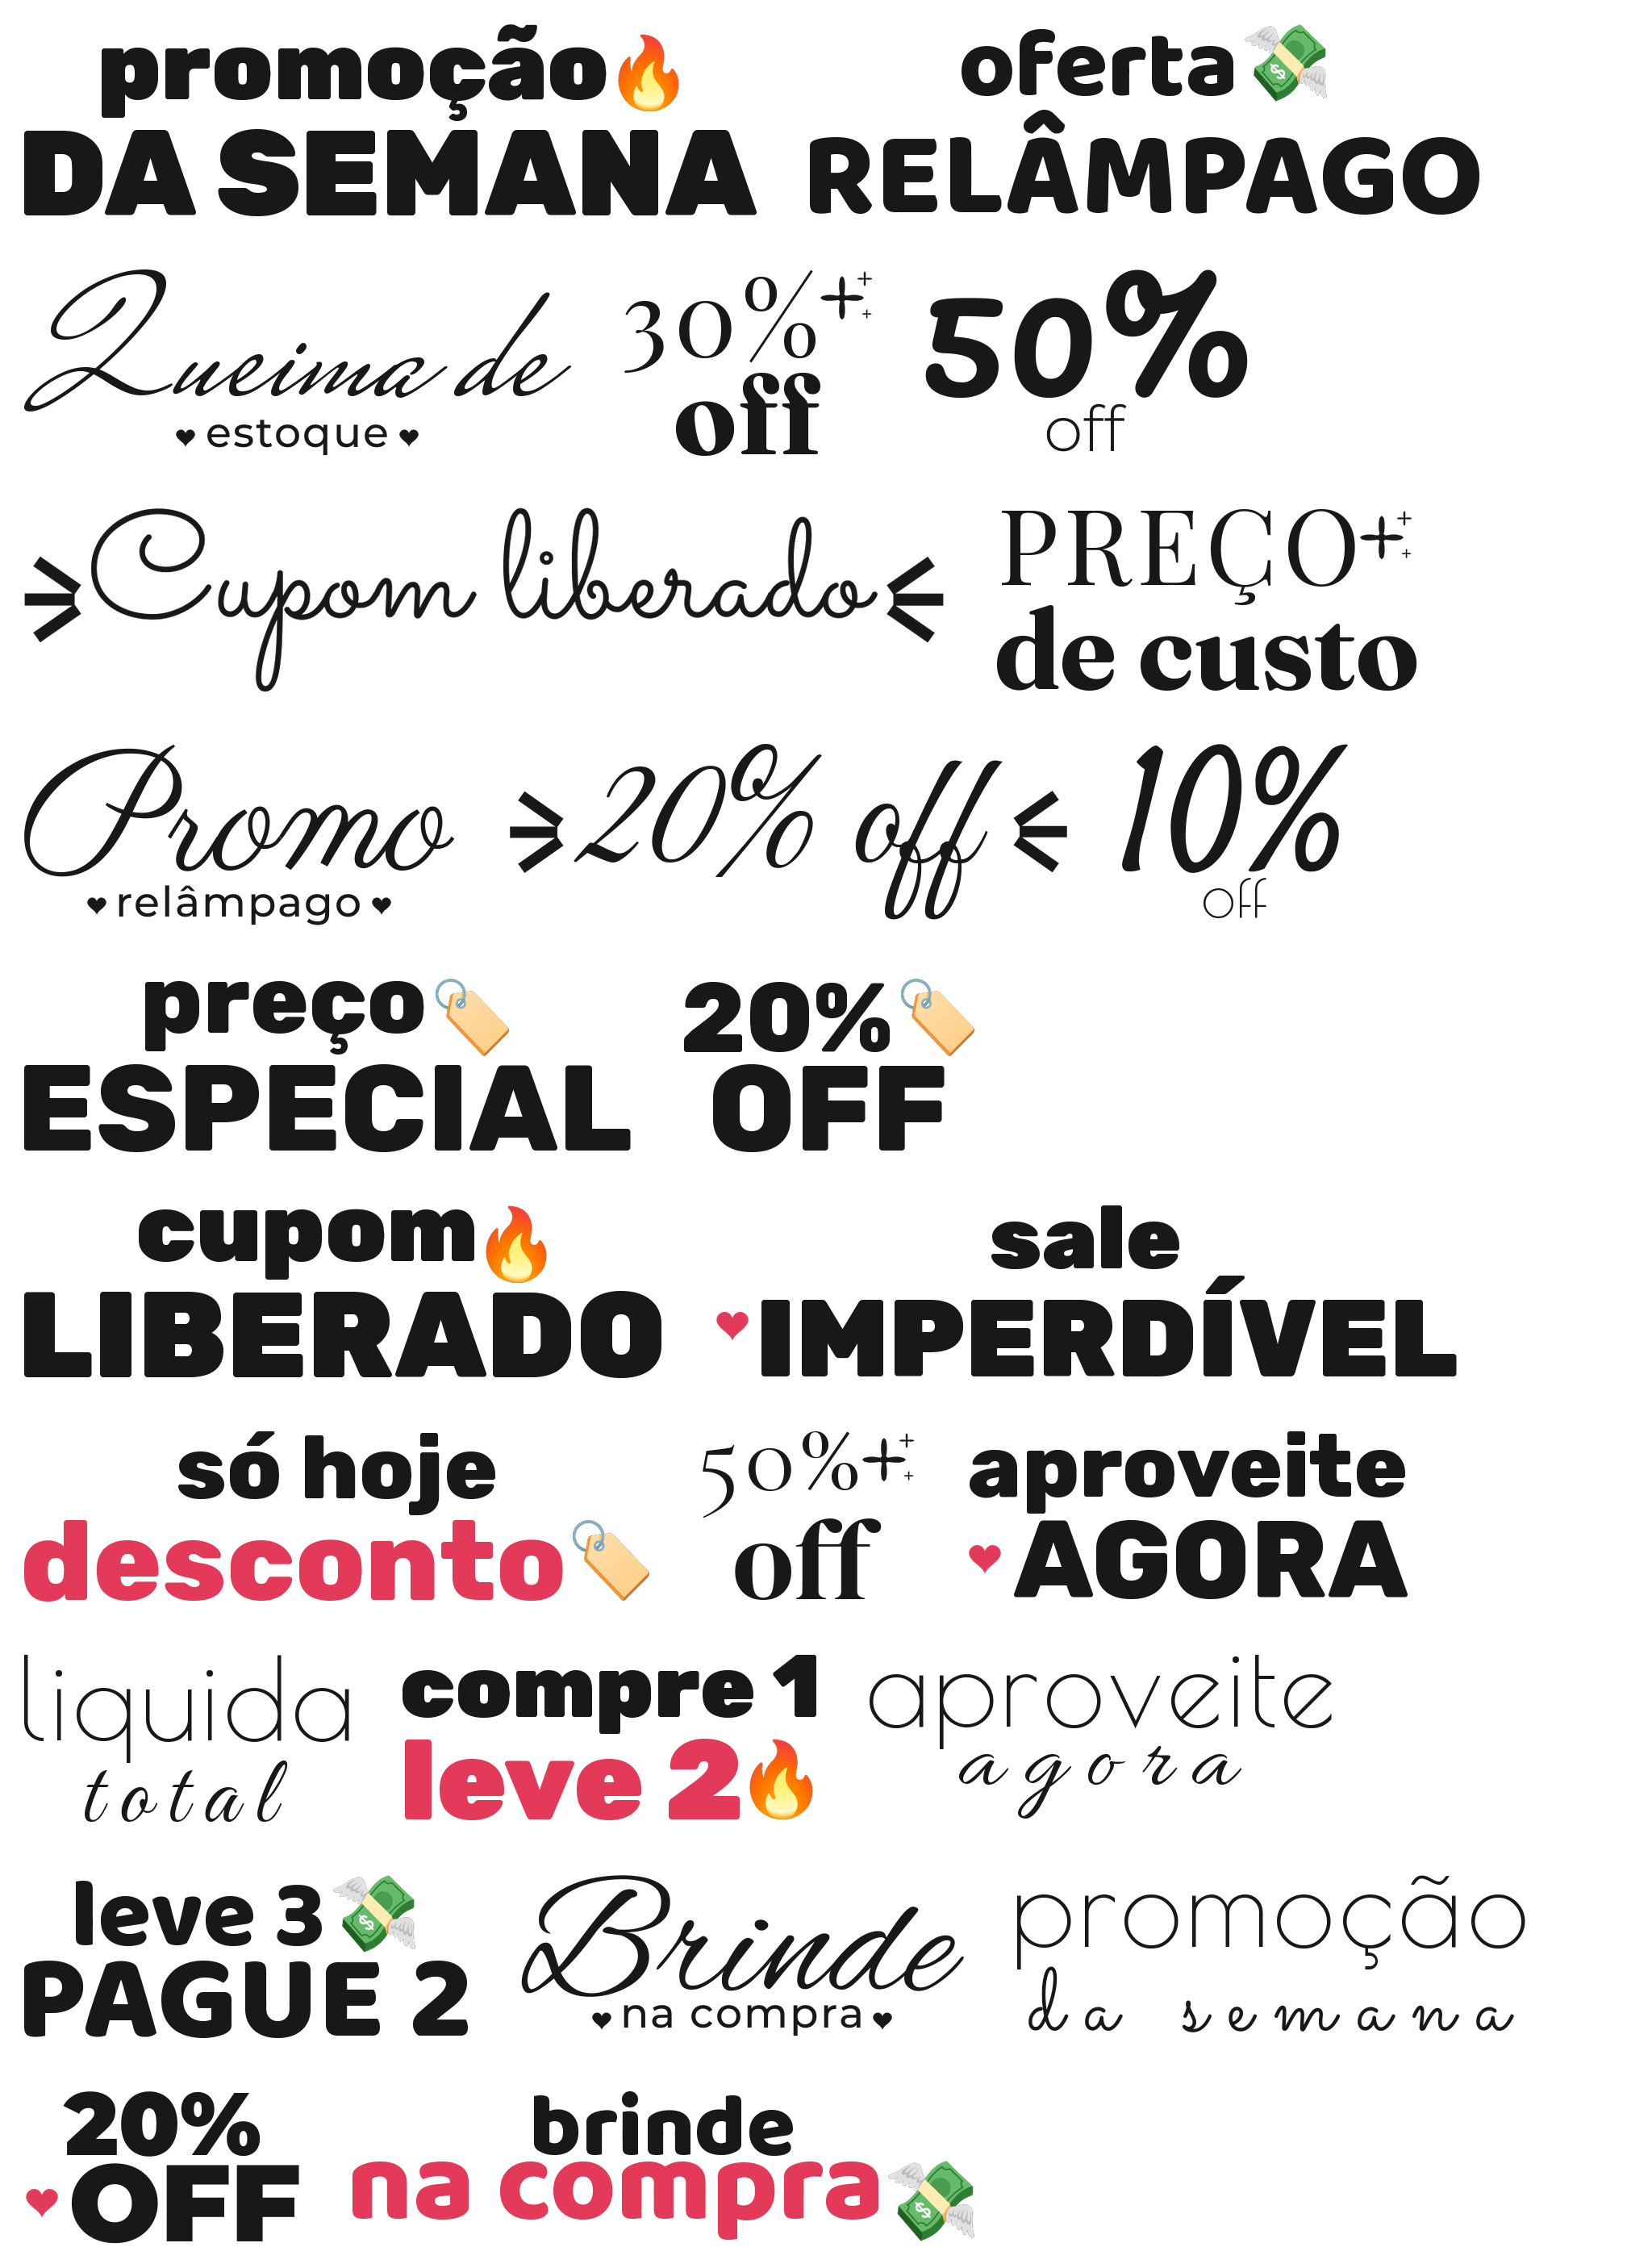 promoção🔥
DA SEMANA
oferta💸
RELÂMPAGO
Queima de
estoque
30%
off
50%
off
Cupom liberado
PREÇO
de custo
Promo
relâmpago
20% off
10%
off
preço🏷️
ESPECIAL
20%🏷️
OFF
cupom🔥
LIBERADO
sale
IMPERDÍVEL
só hoje
desconto🏷️
50%
off
aproveite
AGORA
liquida
total
compre 1
leve 2🔥
aproveite
agora
leve 3💸
PAGUE 2
Brinde
na compra
promoção
da semana
20%
OFF
brinde
na compra💸